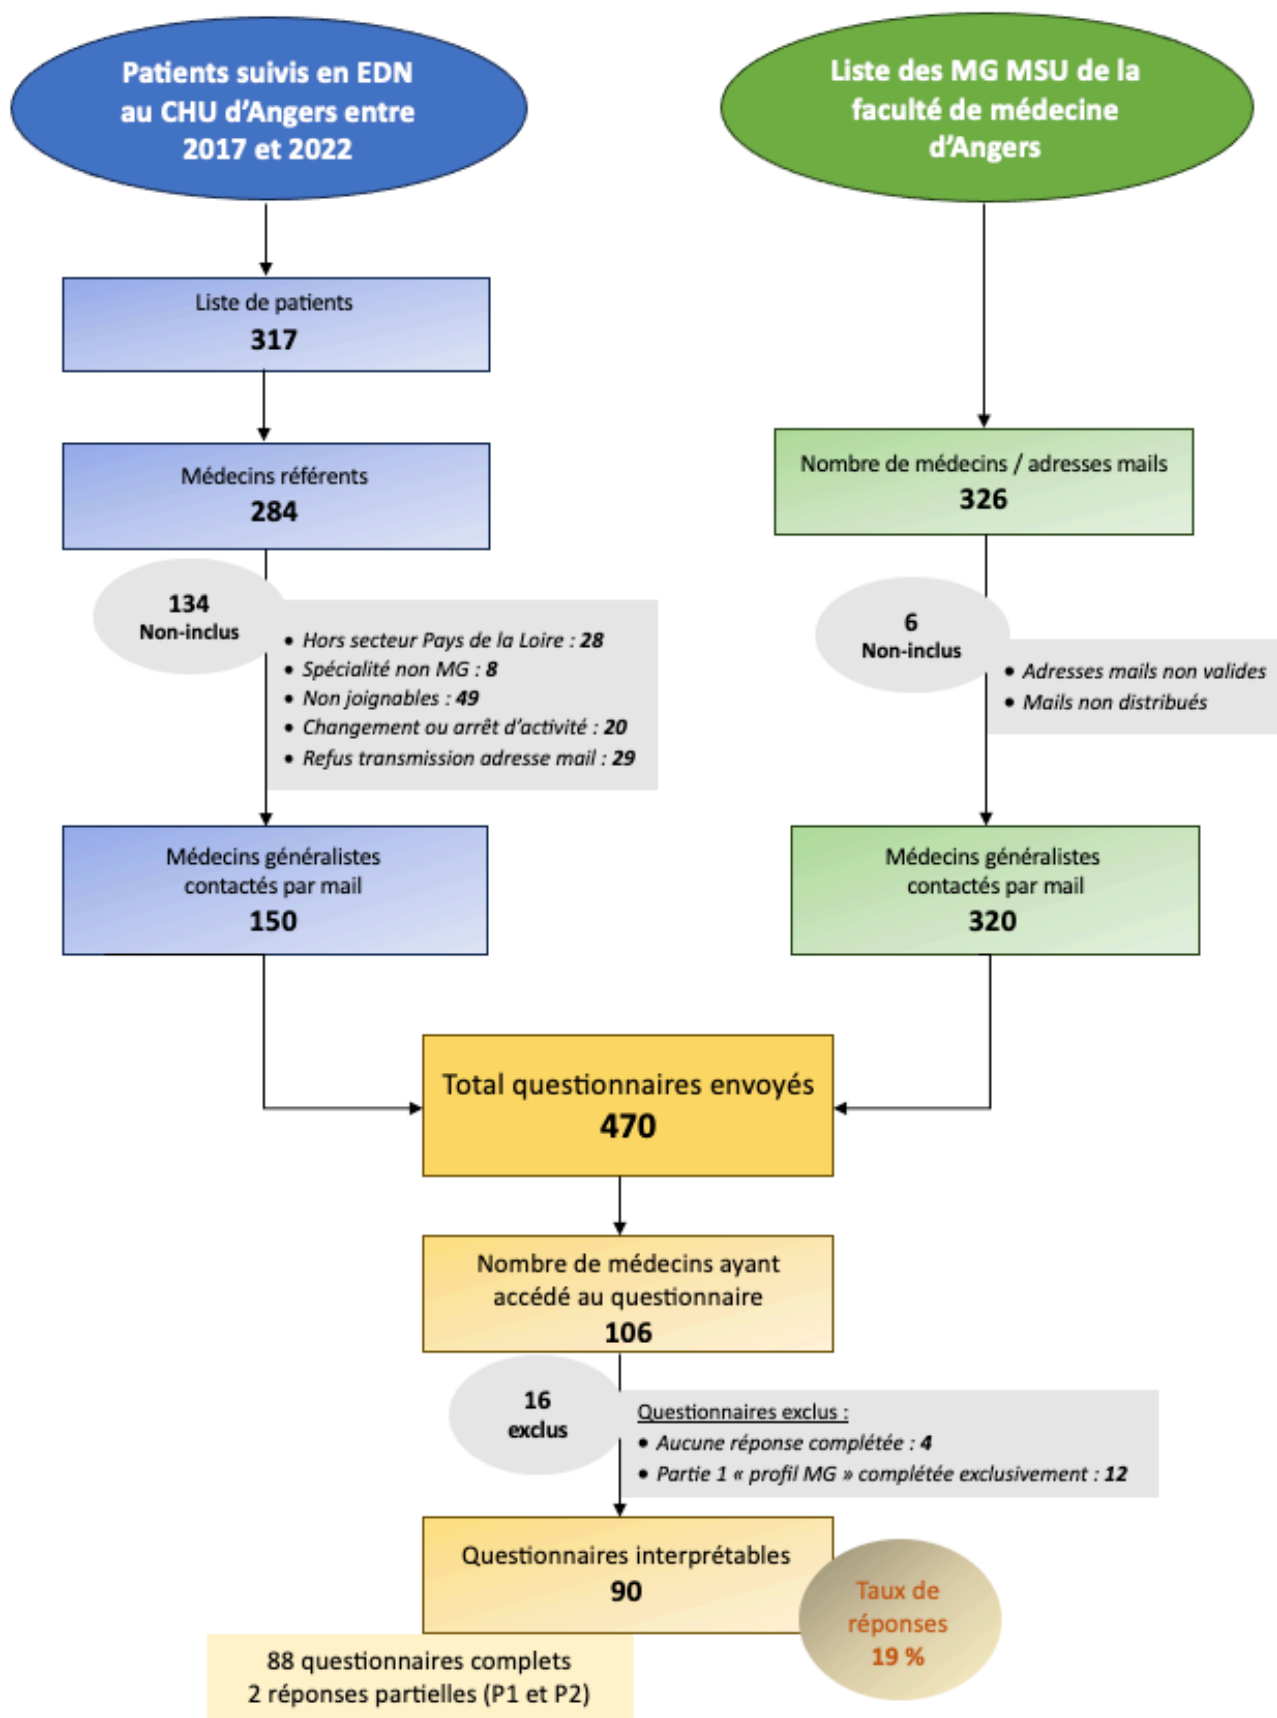 Patients suivis en EDN
au CHU d'Angers entre
2017 et 2022
Liste des MG MSU de la
faculté de médecine
d'Angers
Liste de patients
317
Médecins référents
284
Nombre de médecins / adresses mails
326
134
Non-inclus
• Hors secteur Pays de la Loire : 28
• Spécialité non MG : 8
• Non joignables : 49
• Changement ou arrêt d'activité : 20
• Refus transmission adresse mail : 29
6
Non-inclus
• Adresses mails non valides
• Mails non distribués
Médecins généralistes
contactés par mail
150
Médecins généralistes
contactés par mail
320
Total questionnaires envoyés
470
Nombre de médecins ayant
accédé au questionnaire
106
16
exclus
Questionnaires exclus :
• Aucune réponse complétée : 4
• Partie 1 « profil MG » complétée exclusivement : 12
Questionnaires interprétables
90
Taux de
réponses
19 %
88 questionnaires complets
2 réponses partielles (P1 et P2)